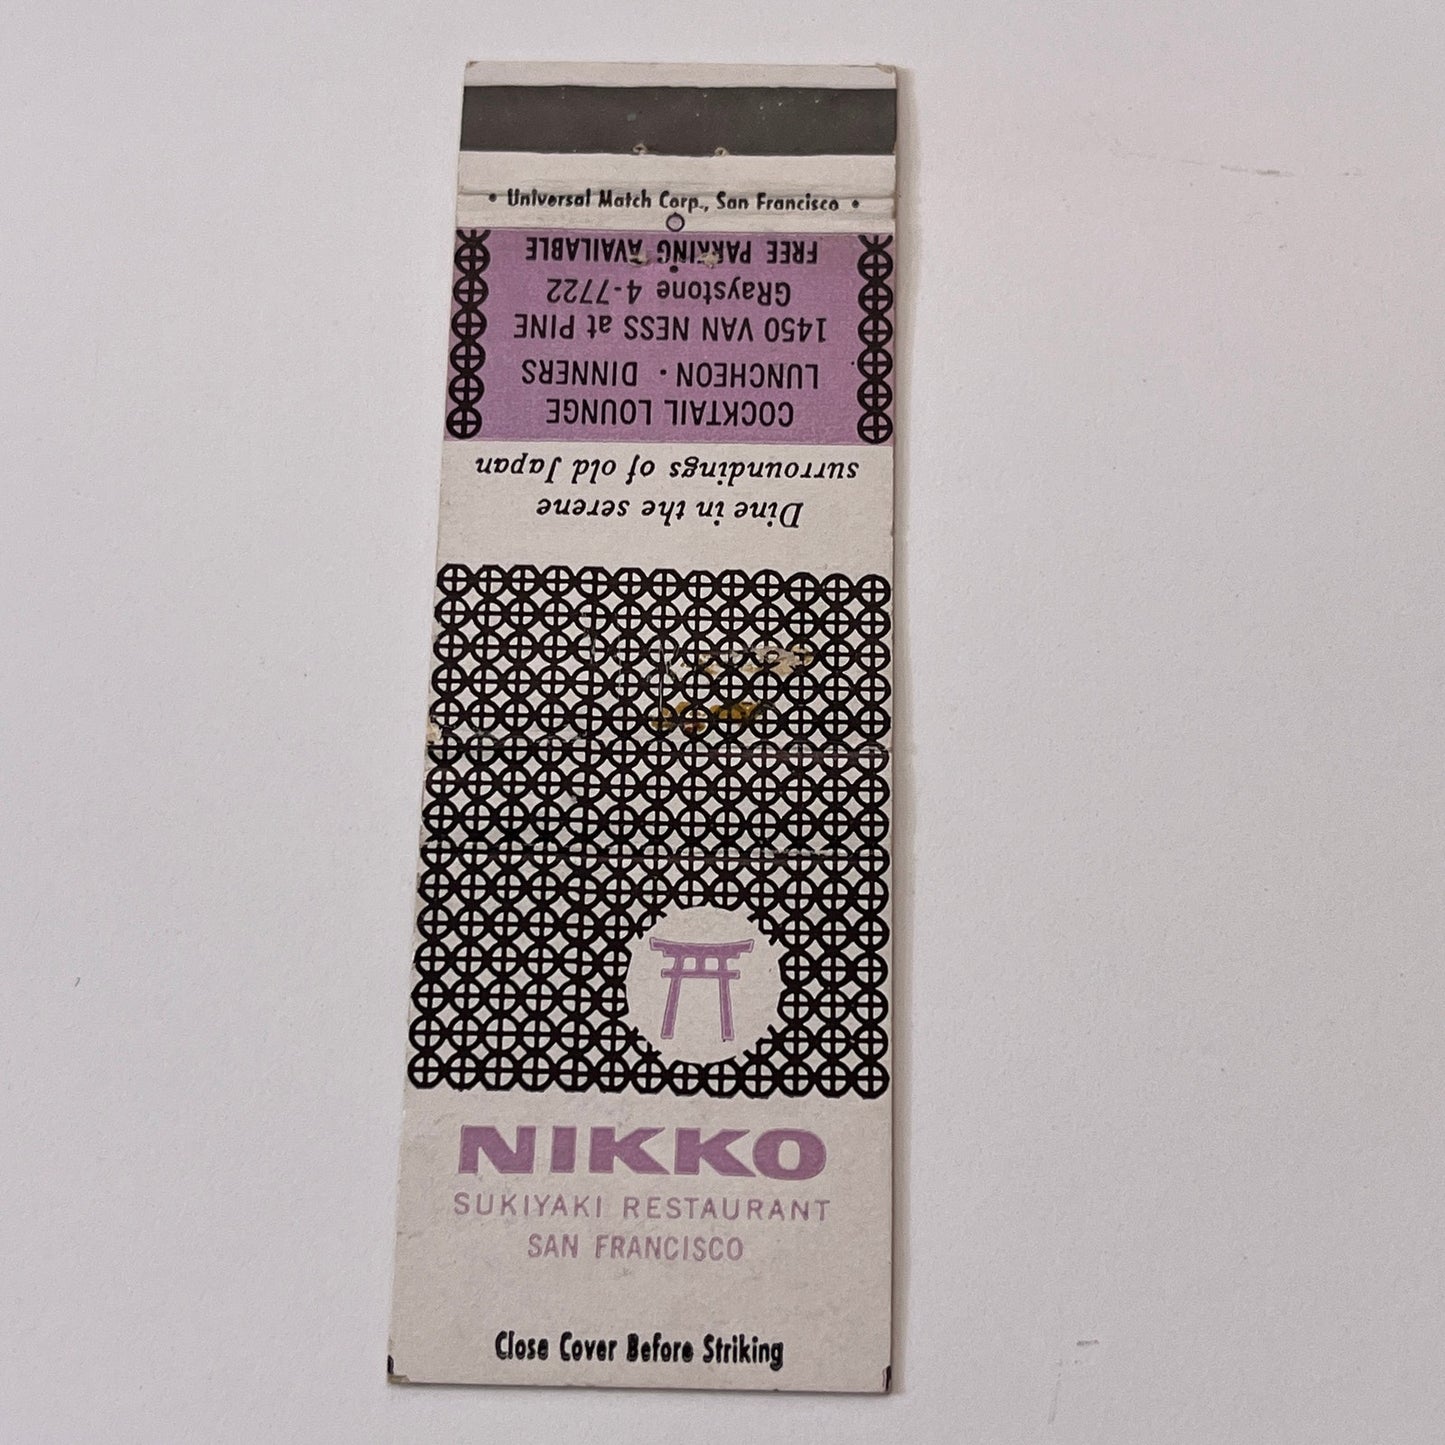 • Universal Match Corp., San Francisco •
Dine in the serene
surroundings of old Japan
COCKTAIL LOUNGE
LUNCHEON · DINNERS
1450 VAN NESS at PINE
GRaystone 4-7722
FREE PARKING AVAILABLE
NIKKO
SUKIYAKI RESTAURANT
SAN FRANCISCO
Close Cover Before Striking